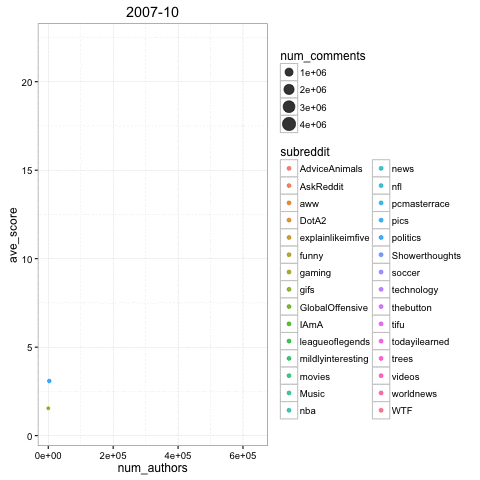 2007-10
ave_score
20
15
10
5
0
0e+00 2e+05 4e+05 6e+05
num_authors
num_comments
1e+06
2e+06
3e+06
4e+06
subreddit
AdviceAnimals
AskReddit
aww
DotA2
explainlikeimfive
funny
gaming
gifs
GlobalOffensive
IAmA
leagueoflegends
mildlyinteresting
movies
Music
nba
news
nfl
pcmasterrace
pics
politics
Showerthoughts
soccer
technology
thebutton
tifu
todayilearned
trees
videos
worldnews
WTF